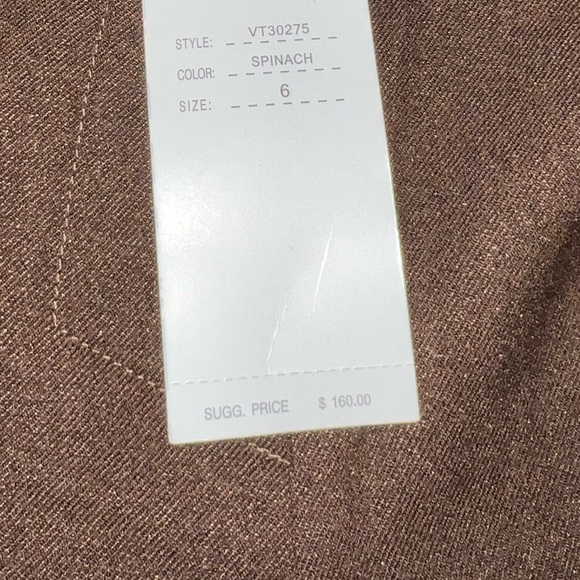 STYLE: VT30275
COLOR: SPINACH
SIZE: 6
SUGG. PRICE $ 160.00